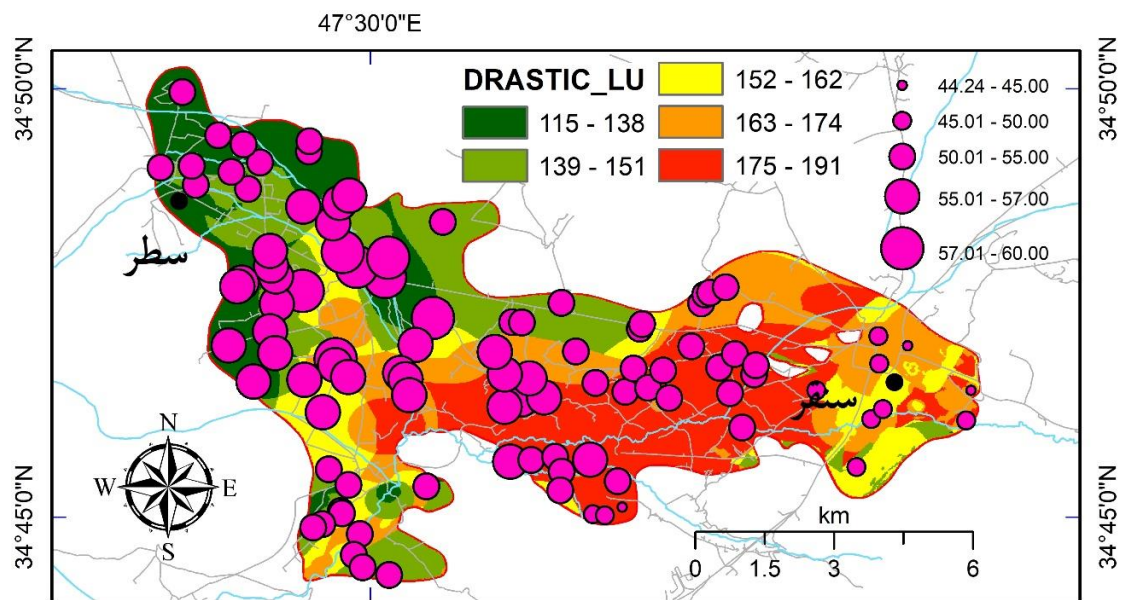 47°30'0"E
34°50'0"N
34°50'0"N
DRASTIC_LU
115 - 138
139 - 151
152 - 162
163 - 174
175 - 191
44.24 - 45.00
45.01 - 50.00
50.01 - 55.00
55.01 - 57.00
57.01 - 60.00
سطر
سنقر
N
W E
S
km
0 1.5 3 6
34°45'0"N
34°45'0"N